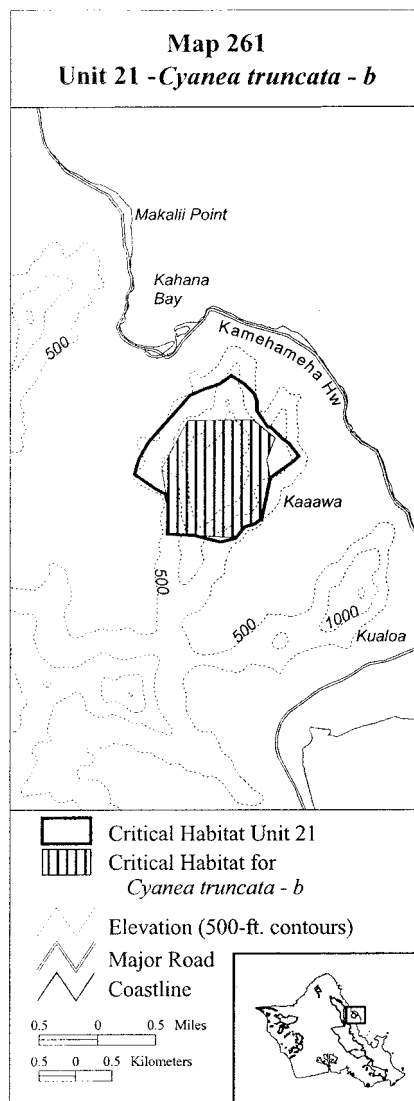 Map 261
Unit 21 -Cyanea truncata - b
Makalii Point
Kahana
Bay
Kamehameha Hw
500
Kaaawa
500
500
1000
Kualoa
Critical Habitat Unit 21
Critical Habitat for
Cyanea truncata - b
Elevation (500-ft. contours)
Major Road
Coastline
0.5 0 0.5 Miles
0.5 0 0.5 Kilometers